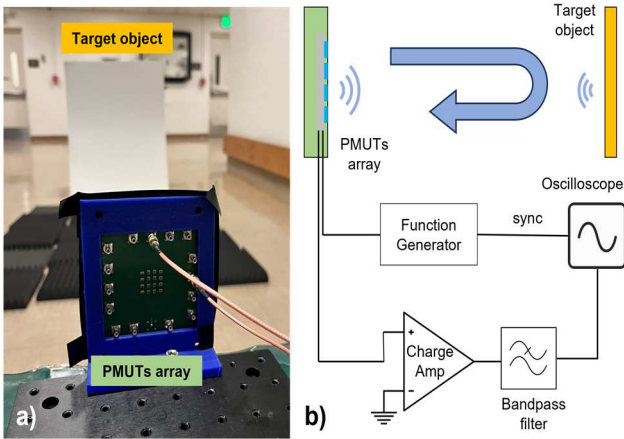 Target object
PMUTs array
a)
Target
object
PMUTs
array
Oscilloscope
Function
Generator
sync
+
Charge
Amp
-
Bandpass
filter
b)